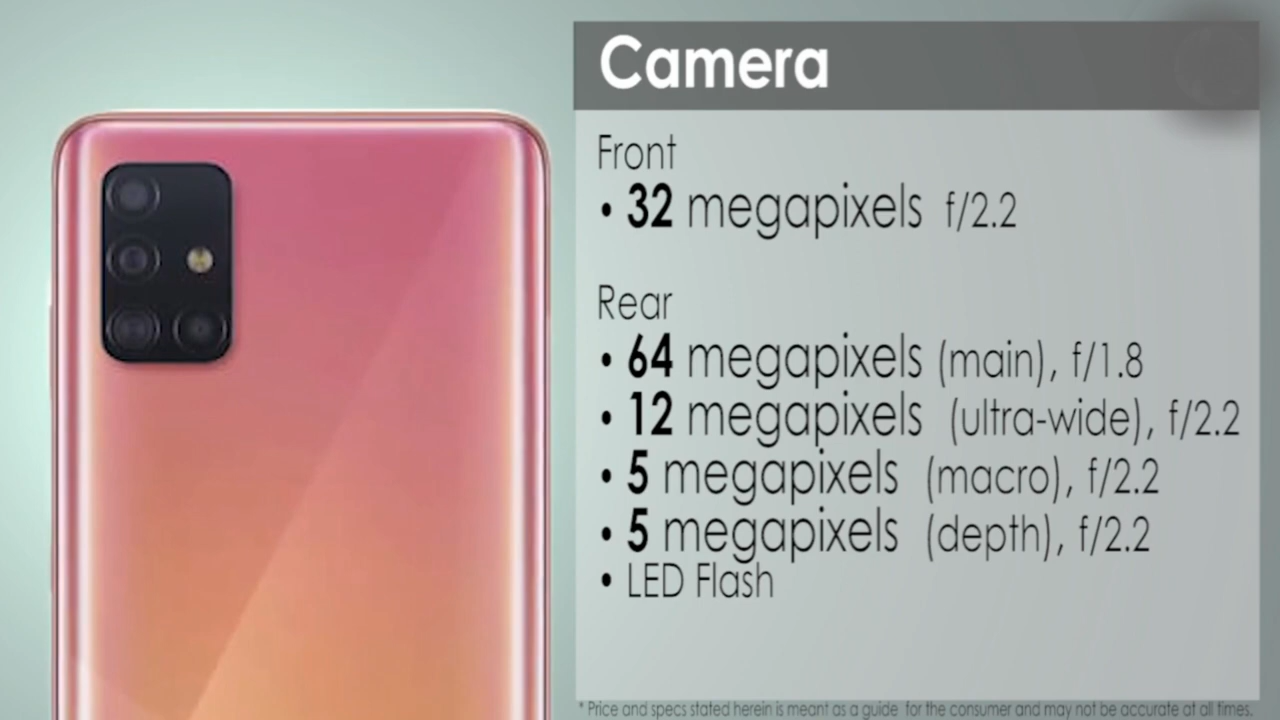 Camera
Front
• 32 megapixels f/2.2
Rear
• 64 megapixels (main), f/1.8
• 12 megapixels (ultra-wide), f/2.2
• 5 megapixels (macro), f/2.2
• 5 megapixels (depth), f/2.2
• LED Flash
* Price and specs stated herein is meant as a guide for the consumer and may not be accurate at all times.